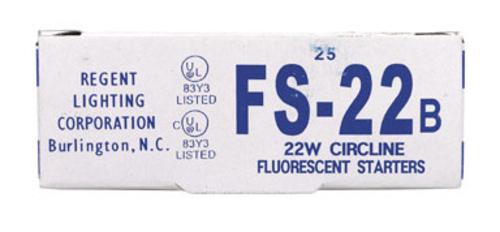 REGENT
LIGHTING
CORPORATION
Burlington, N.C.
UL
83Y3
LISTED
C UL
83Y3
LISTED
25
FS-22B
22W CIRCLINE
FLUORESCENT STARTERS